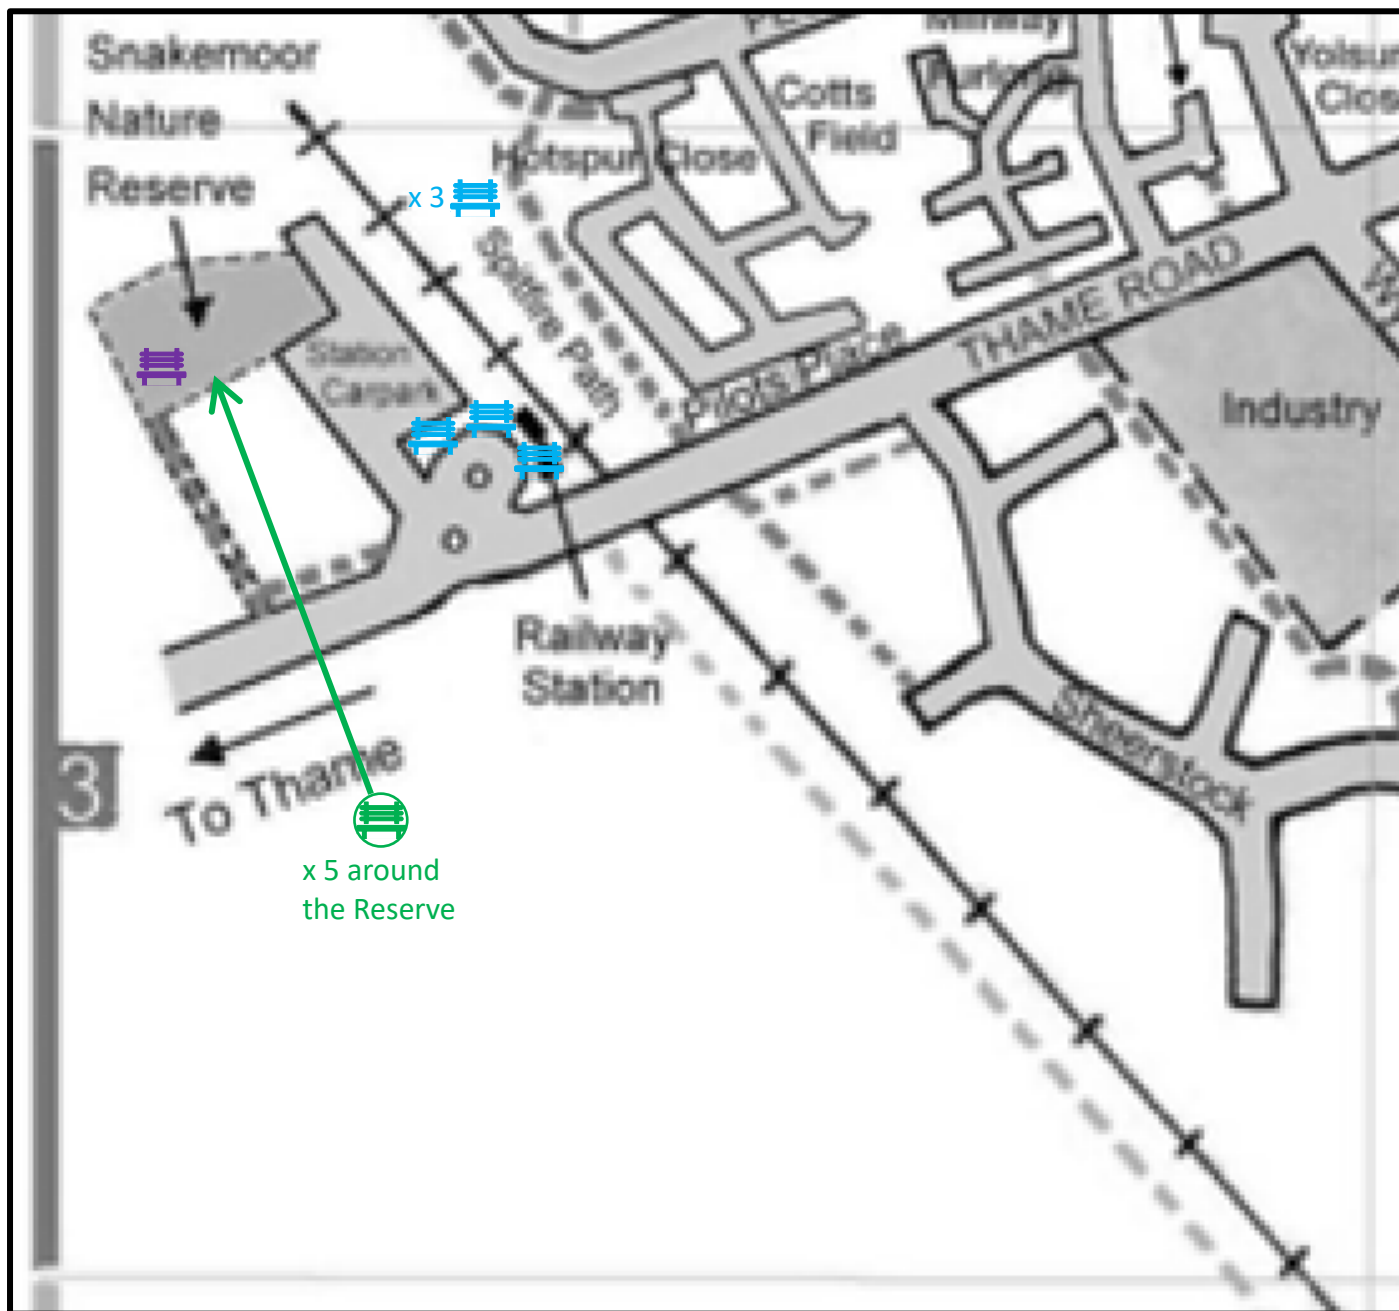 Snakemoor
Nature
Reserve
Cotts
Field
Hotspur Close
x 3
Spitfire Path
Station
Carpark
Pilots Place
THAME ROAD
Industry
Railway
Station
Sheerstock
To Thame
3
x 5 around
the Reserve